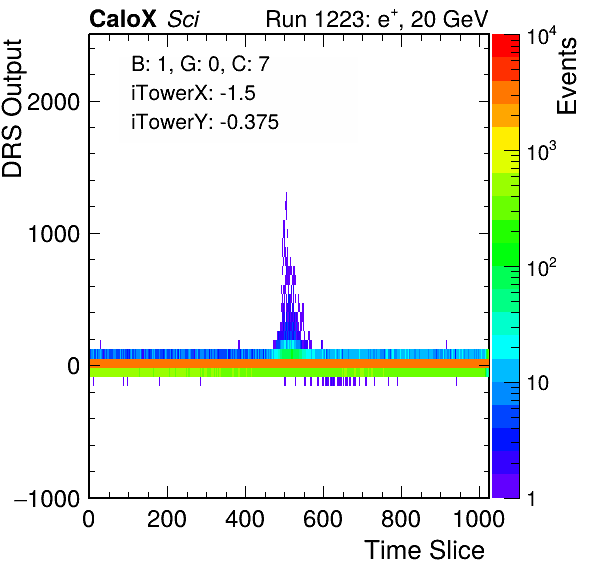 CaloX Sci Run 1223: e⁺, 20 GeV
B: 1, G: 0, C: 7
iTowerX: -1.5
iTowerY: -0.375
DRS Output
2000
1000
0
−1000
0 200 400 600 800 1000
Time Slice
Events
10⁴
10³
10²
10
1